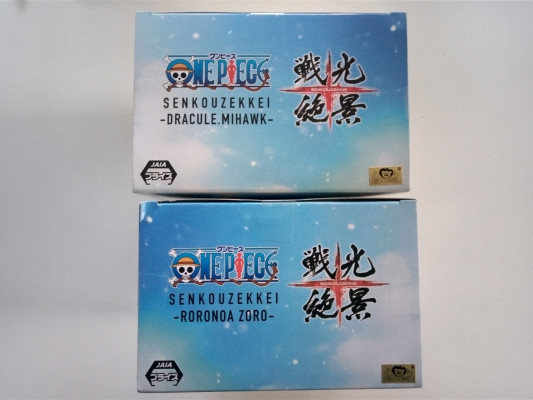 ワンピース
ONE PIECE
SENKOUZEKKEI
-DRACULE.MIHAWK-
戦光
絶景
SENKOUZEKKEI
JAIA
プライズ
ワンピース
ONE PIECE
SENKOUZEKKEI
-RORONOA ZORO-
戦光
絶景
SENKOUZEKKEI
JAIA
プライズ